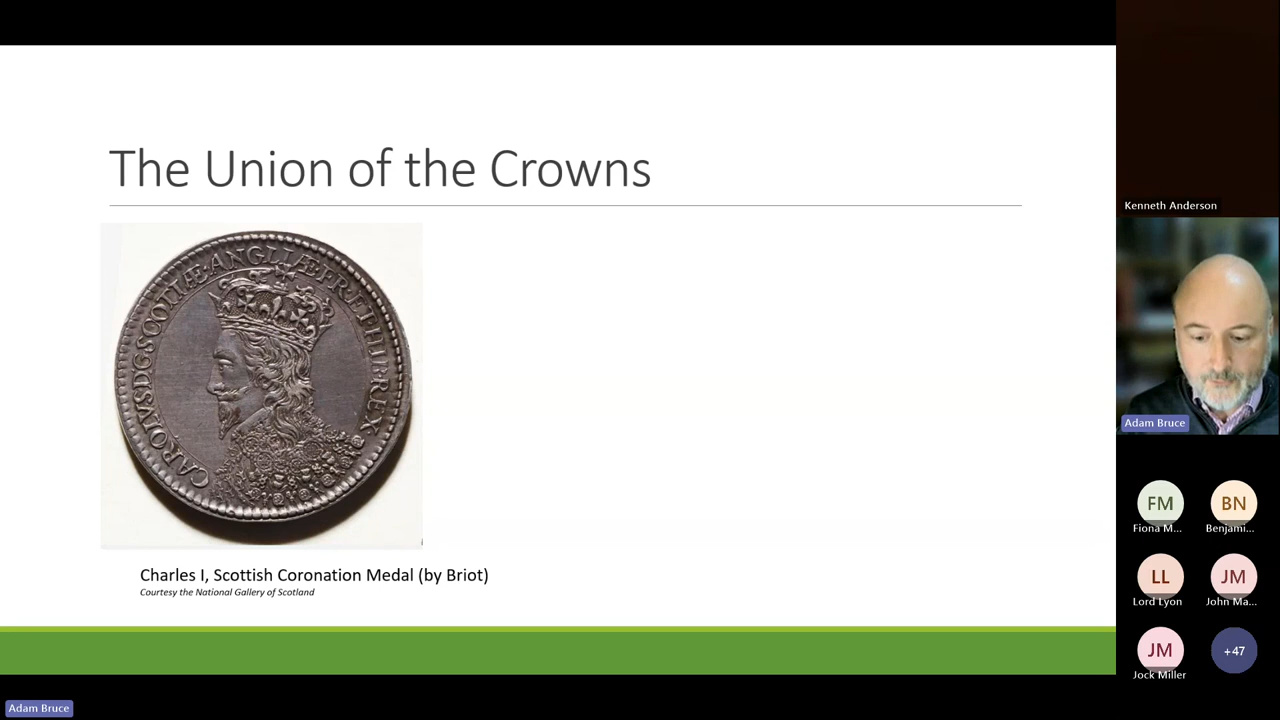 The Union of the Crowns
CAROLVS·D·G·SCOTIÆ·ANGLIÆ·FR·ET·HIB·REX
Charles I, Scottish Coronation Medal (by Briot)
Courtesy the National Gallery of Scotland
Kenneth Anderson
Adam Bruce
FM
Fiona M...
BN
Benjami...
LL
Lord Lyon
JM
John Ma...
JM
Jock Miller
+47
Adam Bruce